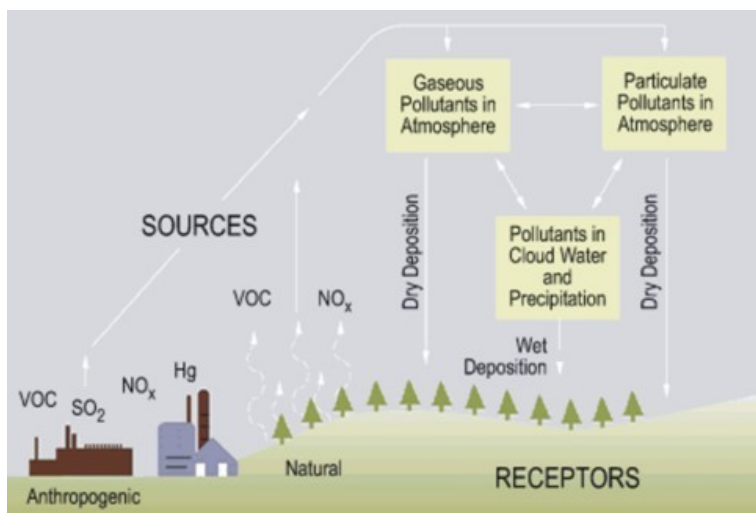 Gaseous
Pollutants in
Atmosphere
Particulate
Pollutants in
Atmosphere
SOURCES
Dry Deposition
Pollutants in
Cloud Water
and
Precipitation
Dry Deposition
VOC
NOx
Wet
Deposition
VOC
SO2
NOx
Hg
Natural
RECEPTORS
Anthropogenic